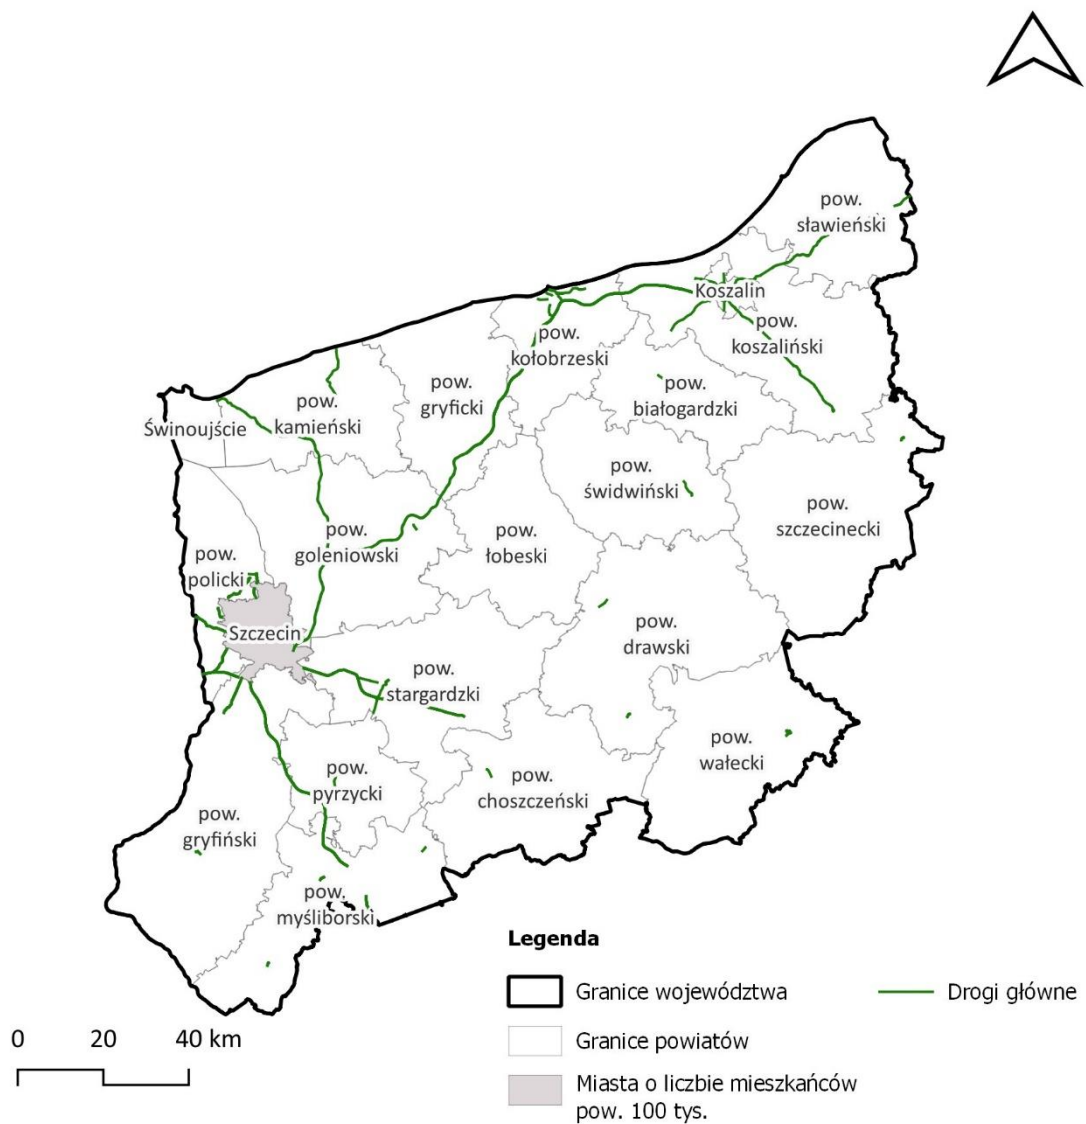 pow.
sławieński
Koszalin
pow.
koszaliński
pow.
kołobrzeski
pow.
gryficki
pow.
białogardzki
pow.
kamieński
Świnoujście
pow.
świdwiński
pow.
szczecinecki
pow.
goleniowski
pow.
łobeski
pow.
policki
Szczecin
pow.
drawski
pow.
stargardzki
pow.
wałecki
pow.
pyrzycki
pow.
choszczeński
pow.
gryfiński
pow.
myśliborski
Legenda
Granice województwa
Drogi główne
Granice powiatów
Miasta o liczbie mieszkańców
pow. 100 tys.
0 20 40 km